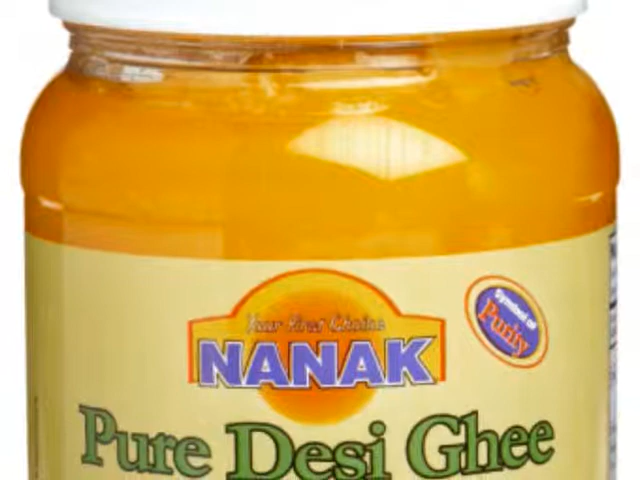 Your First Choice
NANAK
Symbol of
Purity
Pure Desi Ghee